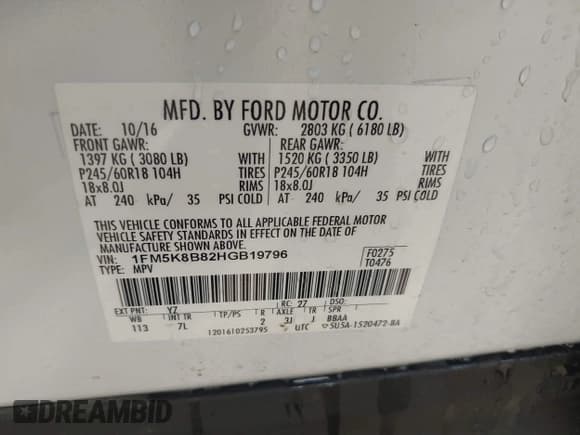 MFD. BY FORD MOTOR CO.
DATE: 10/16 GVWR: 2803 KG ( 6180 LB)
FRONT GAWR: REAR GAWR:
1397 KG ( 3080 LB) WITH 1520 KG ( 3350 LB) WITH
P245/60R18 104H TIRES P245/60R18 104H TIRES
18x8.0J RIMS 18x8.0J RIMS
AT 240 kPa/ 35 PSI COLD AT 240 kPa/ 35 PSI COLD
THIS VEHICLE CONFORMS TO ALL APPLICABLE FEDERAL MOTOR
VEHICLE SAFETY STANDARDS IN EFFECT ON THE DATE OF
MANUFACTURE SHOWN ABOVE.
VIN: 1FM5K8B82HGB19796 F0275
TYPE: MPV T0476
EXT PNT: YZ RC: 27 DSO:
WB INT TR TP/PS R AXLE TR SPR
113 7L 2 3J J BBAA
12016102S3795 UTC 5U5A-1520472-BA
DREAMBID